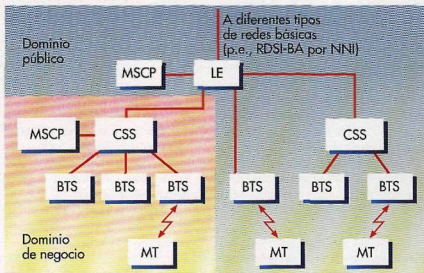 A diferentes tipos
de redes básicas
(p.e., RDSI-BA por NNI)
Dominio
público
MSCP
LE
MSCP
CSS
CSS
BTS
BTS
BTS
BTS
BTS
BTS
Dominio
de negocio
MT
MT
MT